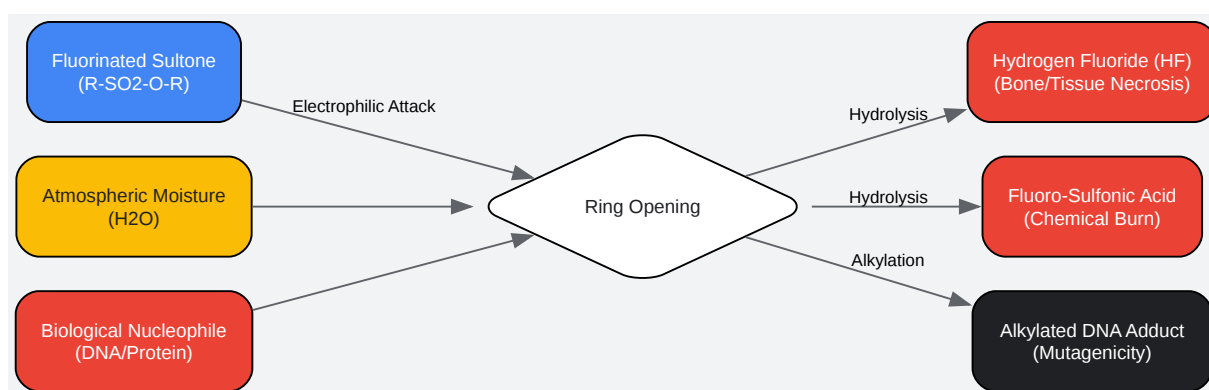 Fluorinated Sultone
(R-SO2-O-R)
Electrophilic Attack
Atmospheric Moisture
(H2O)
Biological Nucleophile
(DNA/Protein)
Ring Opening
Hydrolysis
Hydrogen Fluoride (HF)
(Bone/Tissue Necrosis)
Hydrolysis
Fluoro-Sulfonic Acid
(Chemical Burn)
Alkylation
Alkylated DNA Adduct
(Mutagenicity)